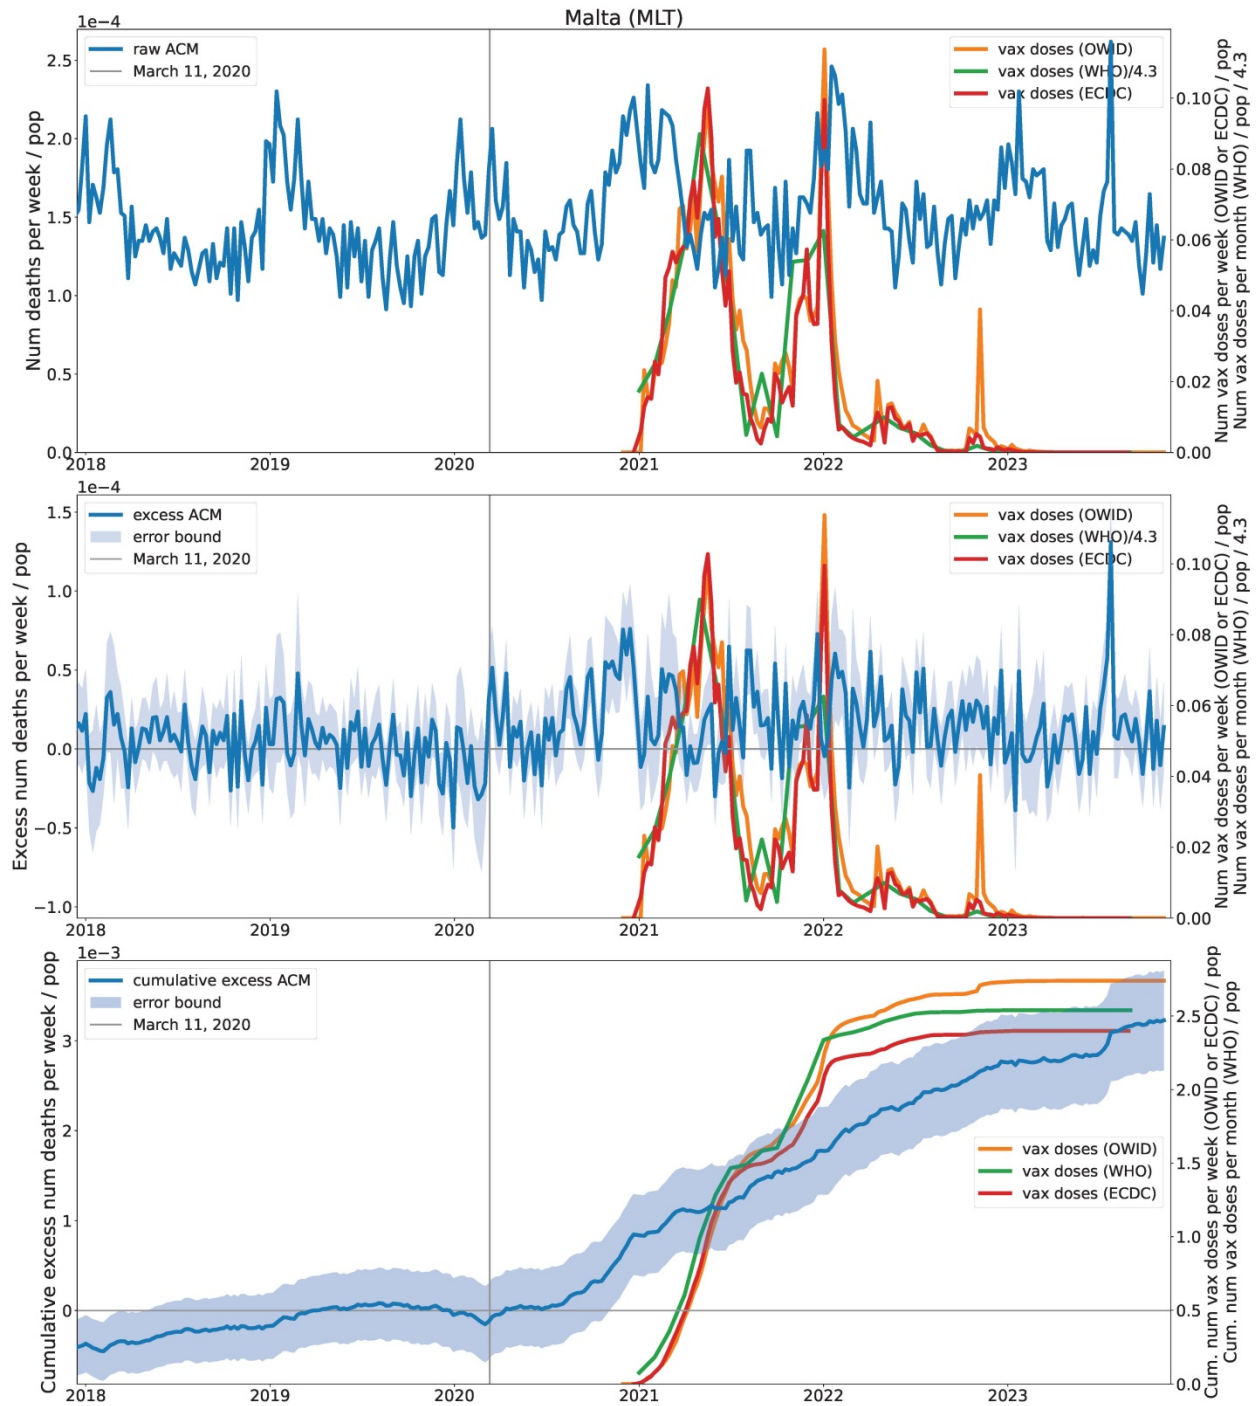 Malta (MLT)
1e−4
raw ACM
March 11, 2020
vax doses (OWID)
vax doses (WHO)/4.3
vax doses (ECDC)
Num deaths per week / pop
2.5
2.0
1.5
1.0
0.5
0.0
0.10
0.08
0.06
0.04
0.02
0.00
Num vax doses per week (OWID or ECDC) / pop
Num vax doses per month (WHO) / pop / 4.3
2018 2019 2020 2021 2022 2023
1e−4
excess ACM
error bound
March 11, 2020
vax doses (OWID)
vax doses (WHO)/4.3
vax doses (ECDC)
Excess num deaths per week / pop
1.5
1.0
0.5
0.0
−0.5
−1.0
0.10
0.08
0.06
0.04
0.02
0.00
Num vax doses per week (OWID or ECDC) / pop
Num vax doses per month (WHO) / pop / 4.3
2018 2019 2020 2021 2022 2023
1e−3
cumulative excess ACM
error bound
March 11, 2020
vax doses (OWID)
vax doses (WHO)
vax doses (ECDC)
Cumulative excess num deaths per week / pop
3
2
1
0
2.5
2.0
1.5
1.0
0.5
0.0
Cum. num vax doses per week (OWID or ECDC) / pop
Cum. num vax doses per month (WHO) / pop
2018 2019 2020 2021 2022 2023